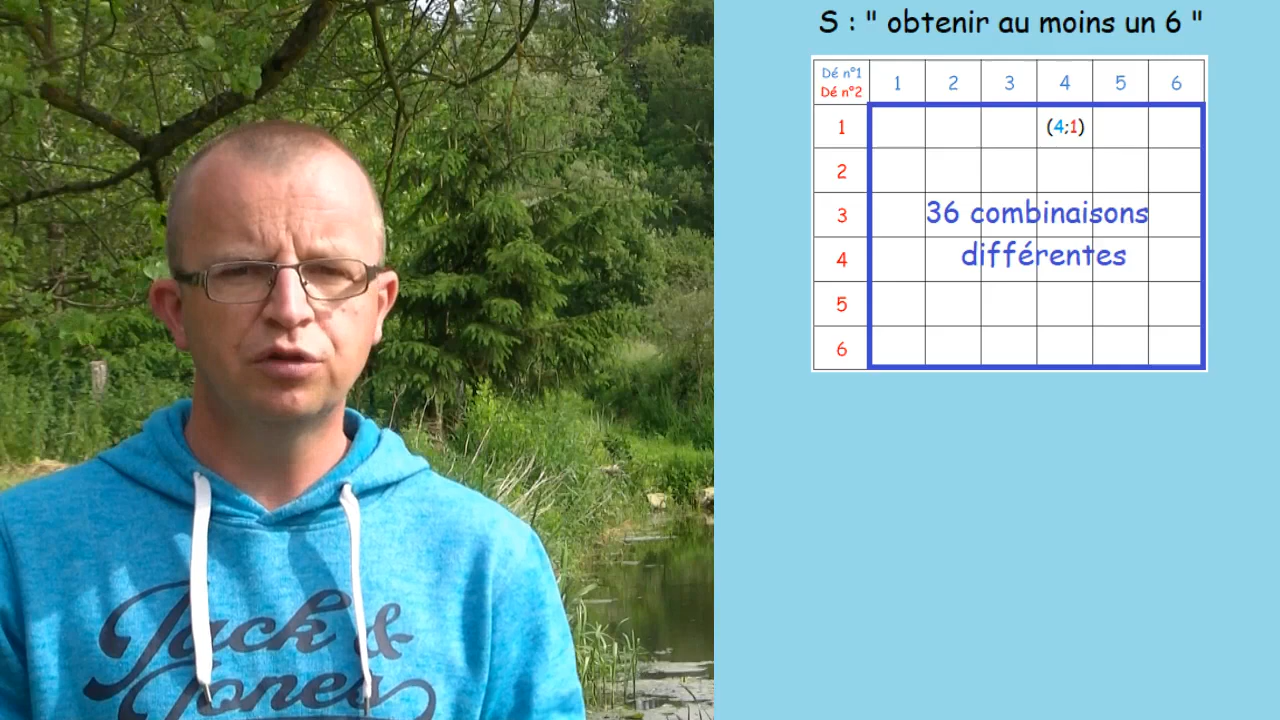 S : " obtenir au moins un 6 "
Dé n°1 1 2 3 4 5 6
Dé n°2
1 (4;1)
2
3 36 combinaisons
4 différentes
5
6
Jack &
Jones